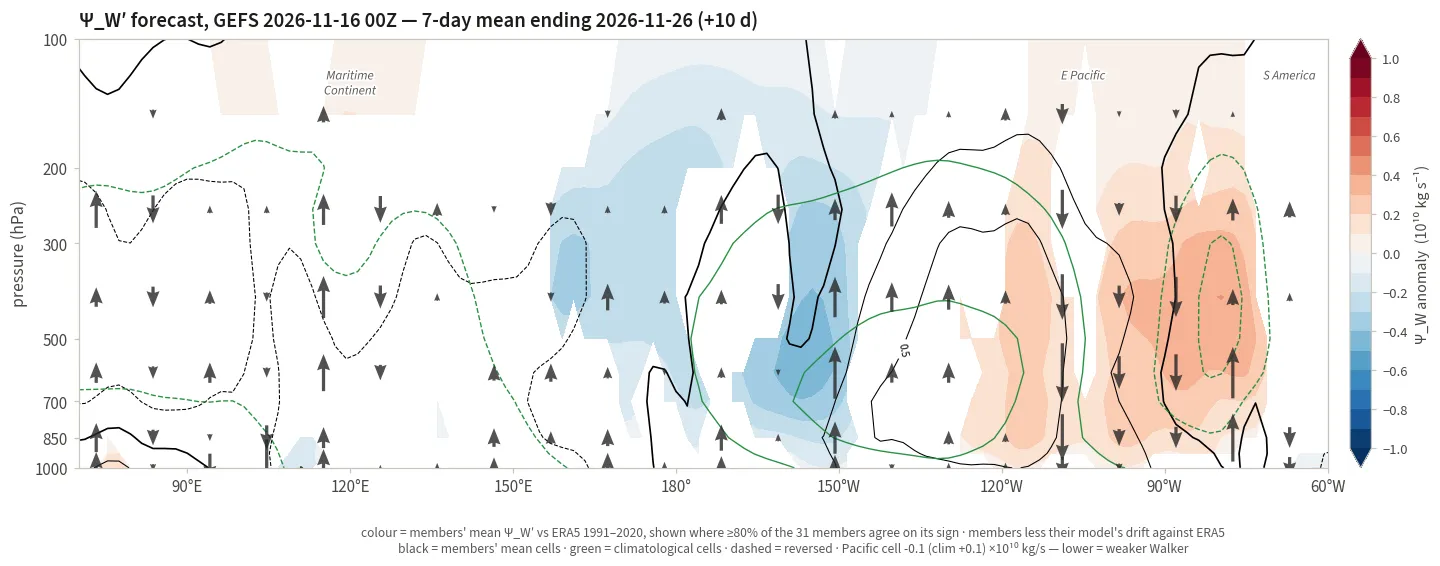 Ψ_W′ forecast, GEFS 2026-11-16 00Z — 7-day mean ending 2026-11-26 (+10 d)
100
200
300
500
700
850
1000
pressure (hPa)
Maritime
Continent
E Pacific
S America
0.5
90°E
120°E
150°E
180°
150°W
120°W
90°W
60°W
1.0
0.8
0.6
0.4
0.2
0.0
−0.2
−0.4
−0.6
−0.8
−1.0
Ψ_W anomaly (10¹⁰ kg s⁻¹)
colour = members' mean Ψ_W′ vs ERA5 1991–2020, shown where ≥80% of the 31 members agree on its sign · members less their model's drift against ERA5
black = members' mean cells · green = climatological cells · dashed = reversed · Pacific cell -0.1 (clim +0.1) ×10¹⁰ kg/s — lower = weaker Walker